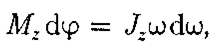 M_z dφ = J_z ω dω,